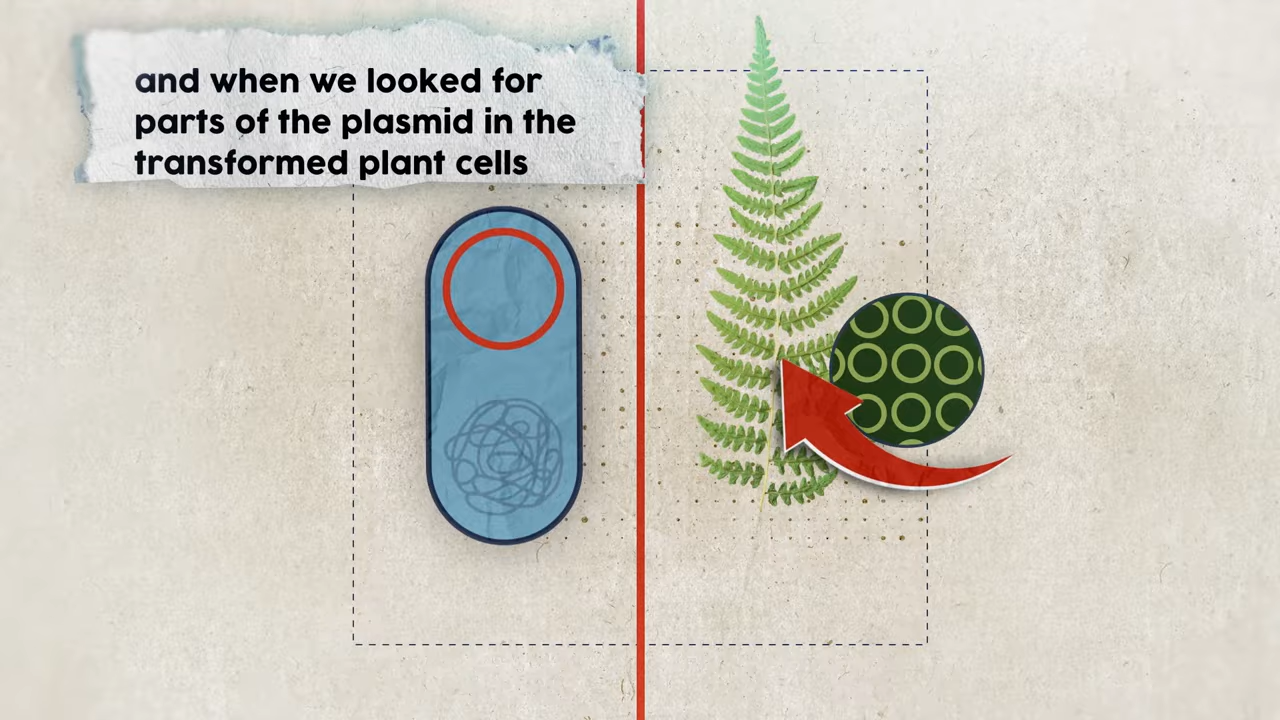 and when we looked for
parts of the plasmid in the
transformed plant cells